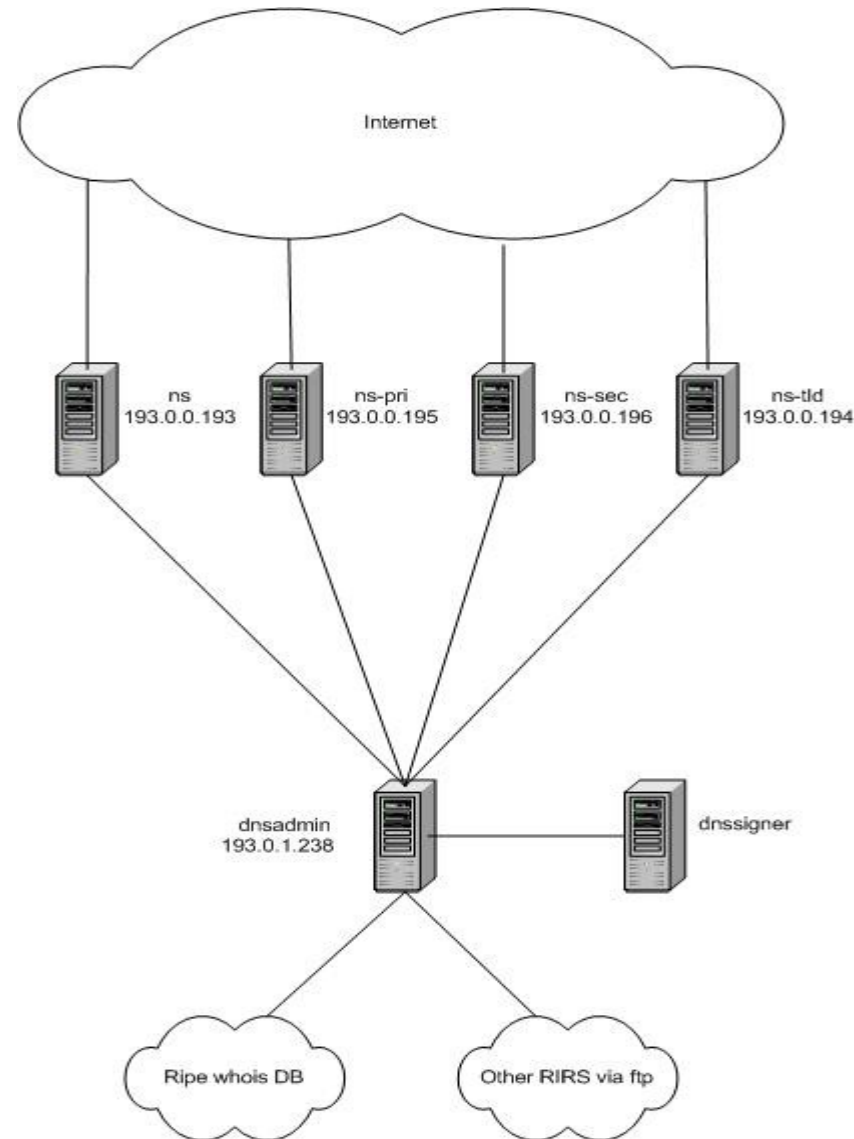 Internet
ns
193.0.0.193
ns-pri
193.0.0.195
ns-sec
193.0.0.196
ns-tld
193.0.0.194
dnsadmin
193.0.1.238
dnssigner
Ripe whois DB
Other RIRS via ftp